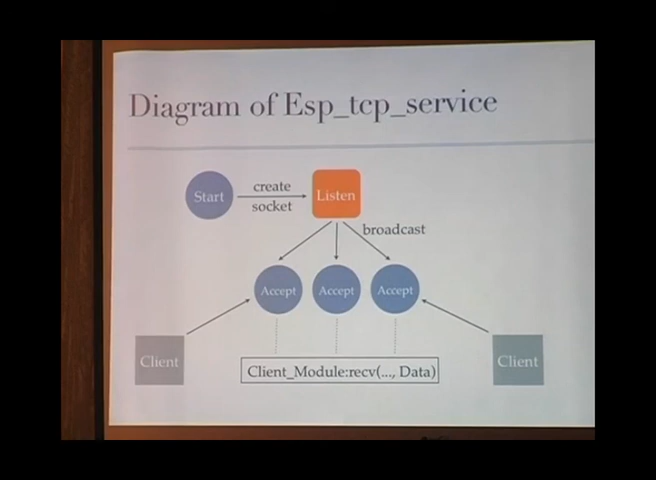 Diagram of Esp_tcp_service
Start
create
socket
Listen
broadcast
Accept
Accept
Accept
Client
Client
Client_Module:recv(..., Data)